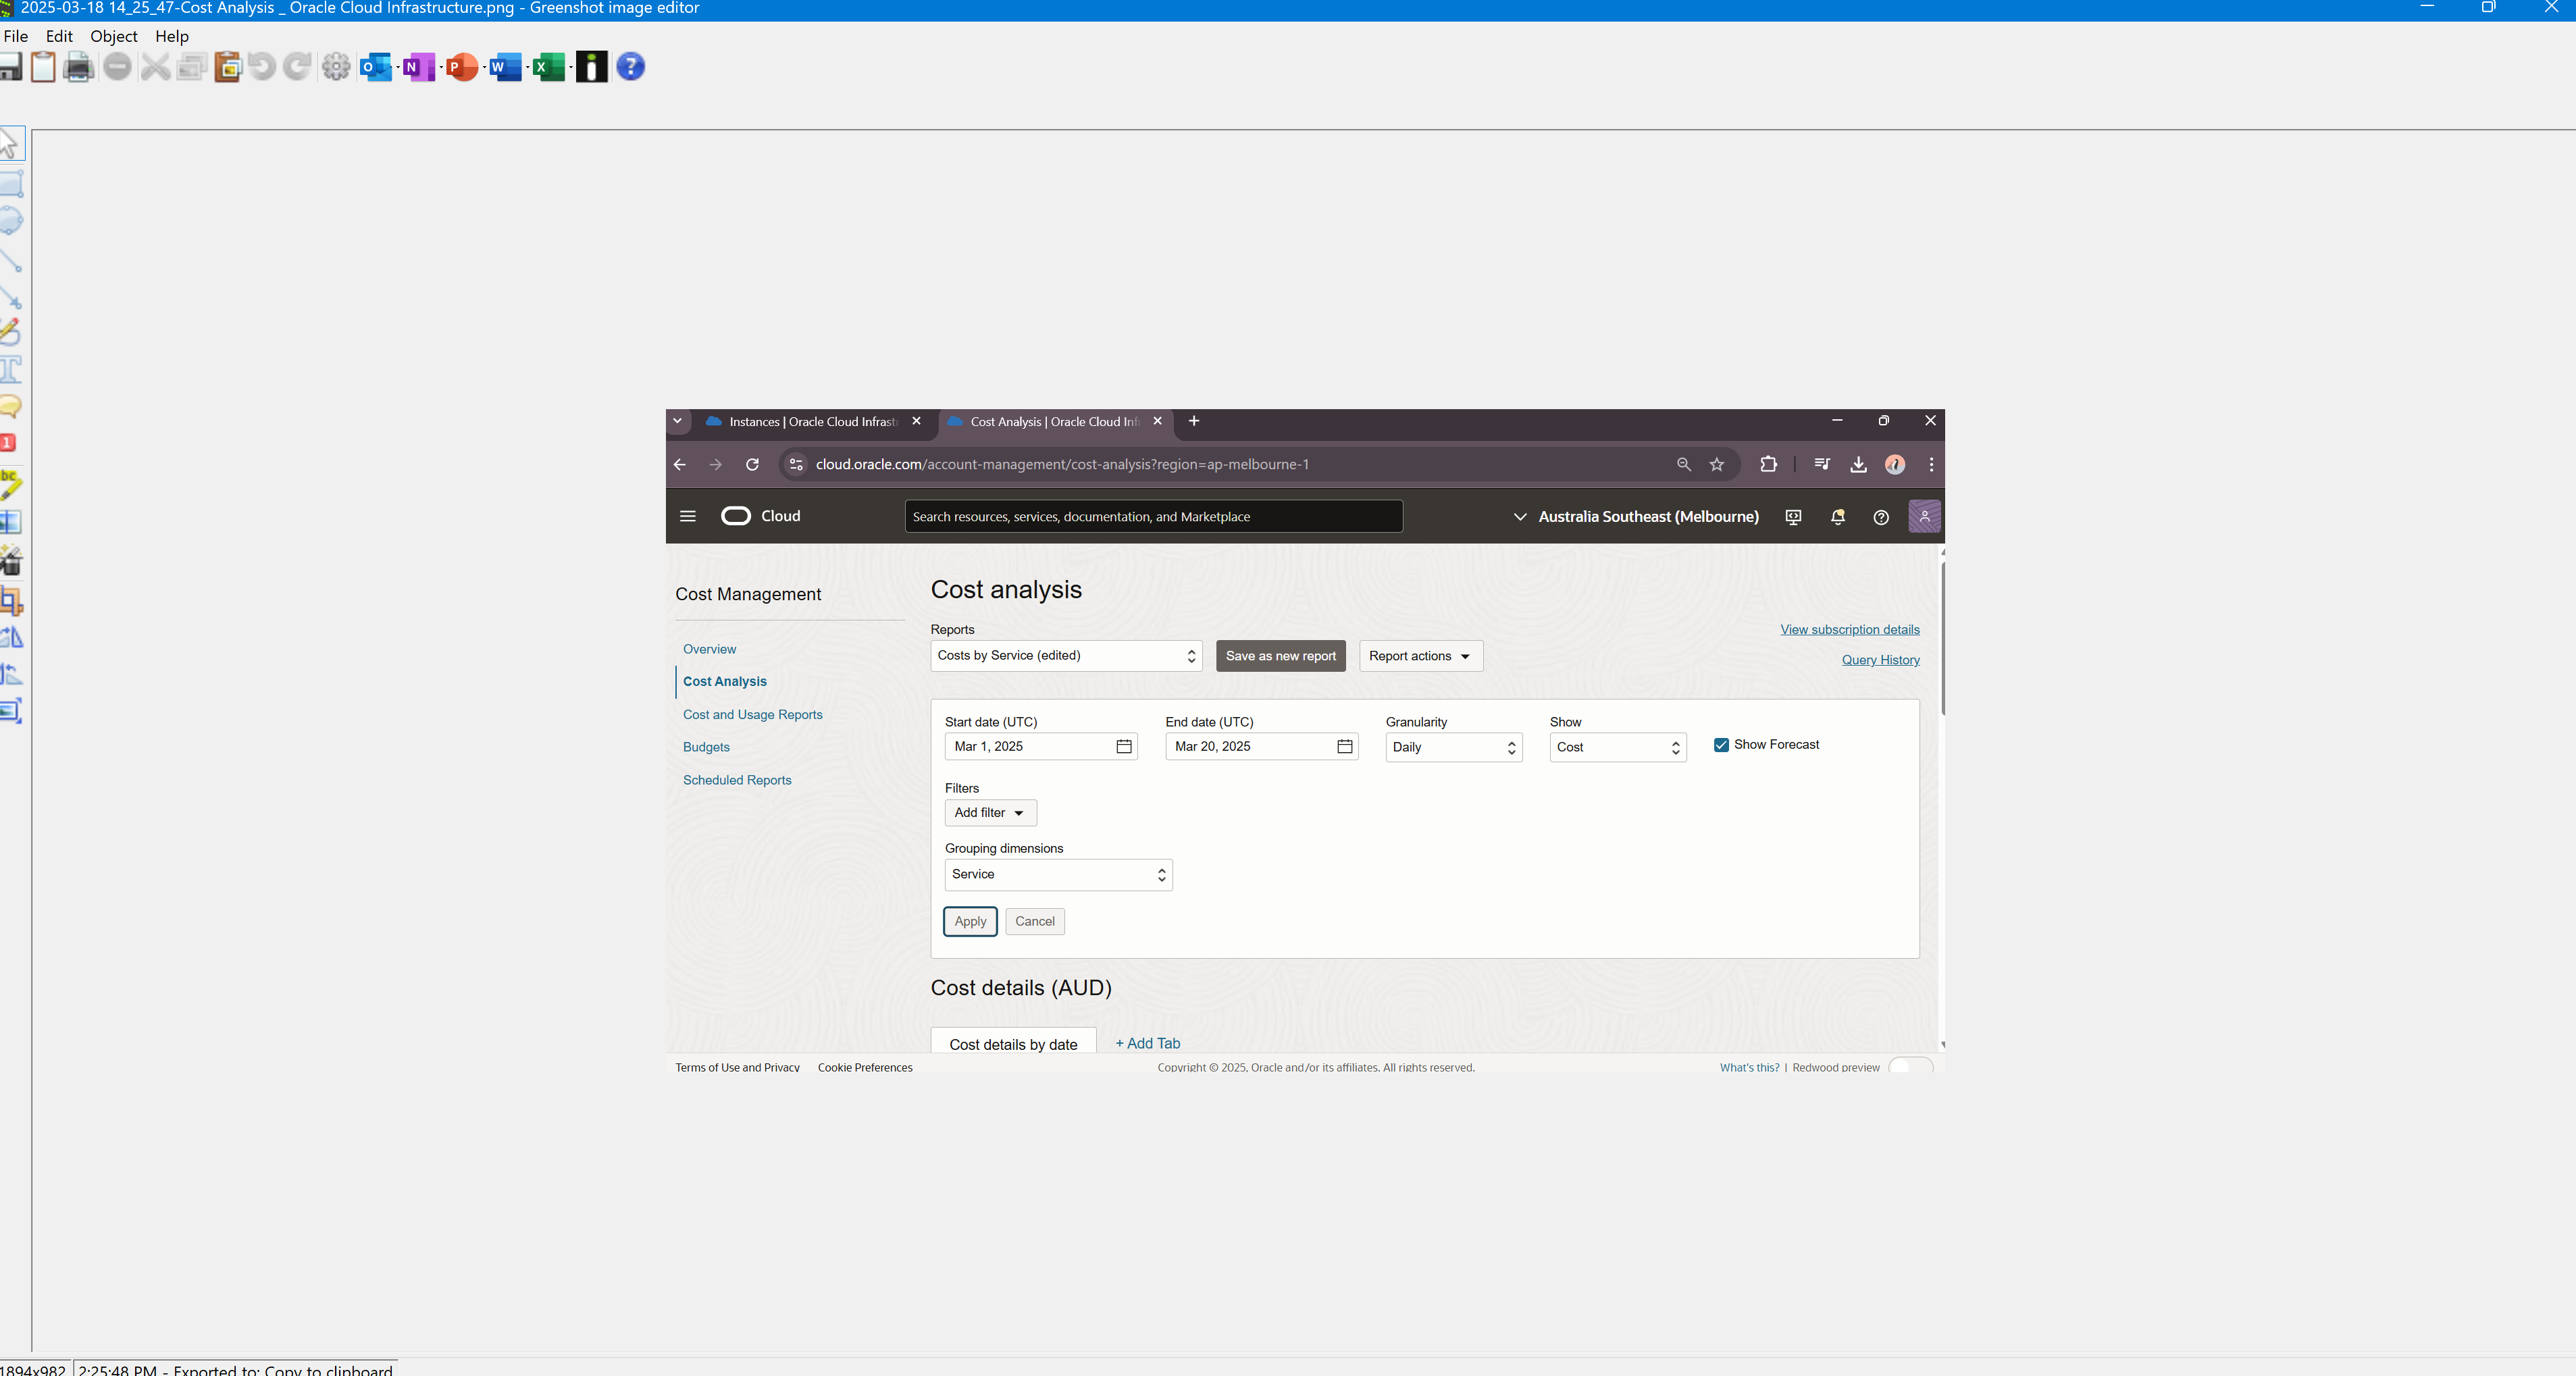 2025-03-18 14_25_47-Cost Analysis _ Oracle Cloud Infrastructure.png - Greenshot image editor
File Edit Object Help
Instances | Oracle Cloud Infrast
Cost Analysis | Oracle Cloud Inf
cloud.oracle.com/account-management/cost-analysis?region=ap-melbourne-1
Cloud
Search resources, services, documentation, and Marketplace
Australia Southeast (Melbourne)
Cost Management
Overview
Cost Analysis
Cost and Usage Reports
Budgets
Scheduled Reports
Cost analysis
Reports
Costs by Service (edited)
Save as new report
Report actions
View subscription details
Query History
Start date (UTC)
Mar 1, 2025
End date (UTC)
Mar 20, 2025
Granularity
Daily
Show
Cost
Show Forecast
Filters
Add filter
Grouping dimensions
Service
Apply
Cancel
Cost details (AUD)
Cost details by date
+ Add Tab
Terms of Use and Privacy
Cookie Preferences
Copyright © 2025, Oracle and/or its affiliates. All rights reserved.
What's this? | Redwood preview
1894x982
2:25:48 PM - Exported to: Copy to clipboard